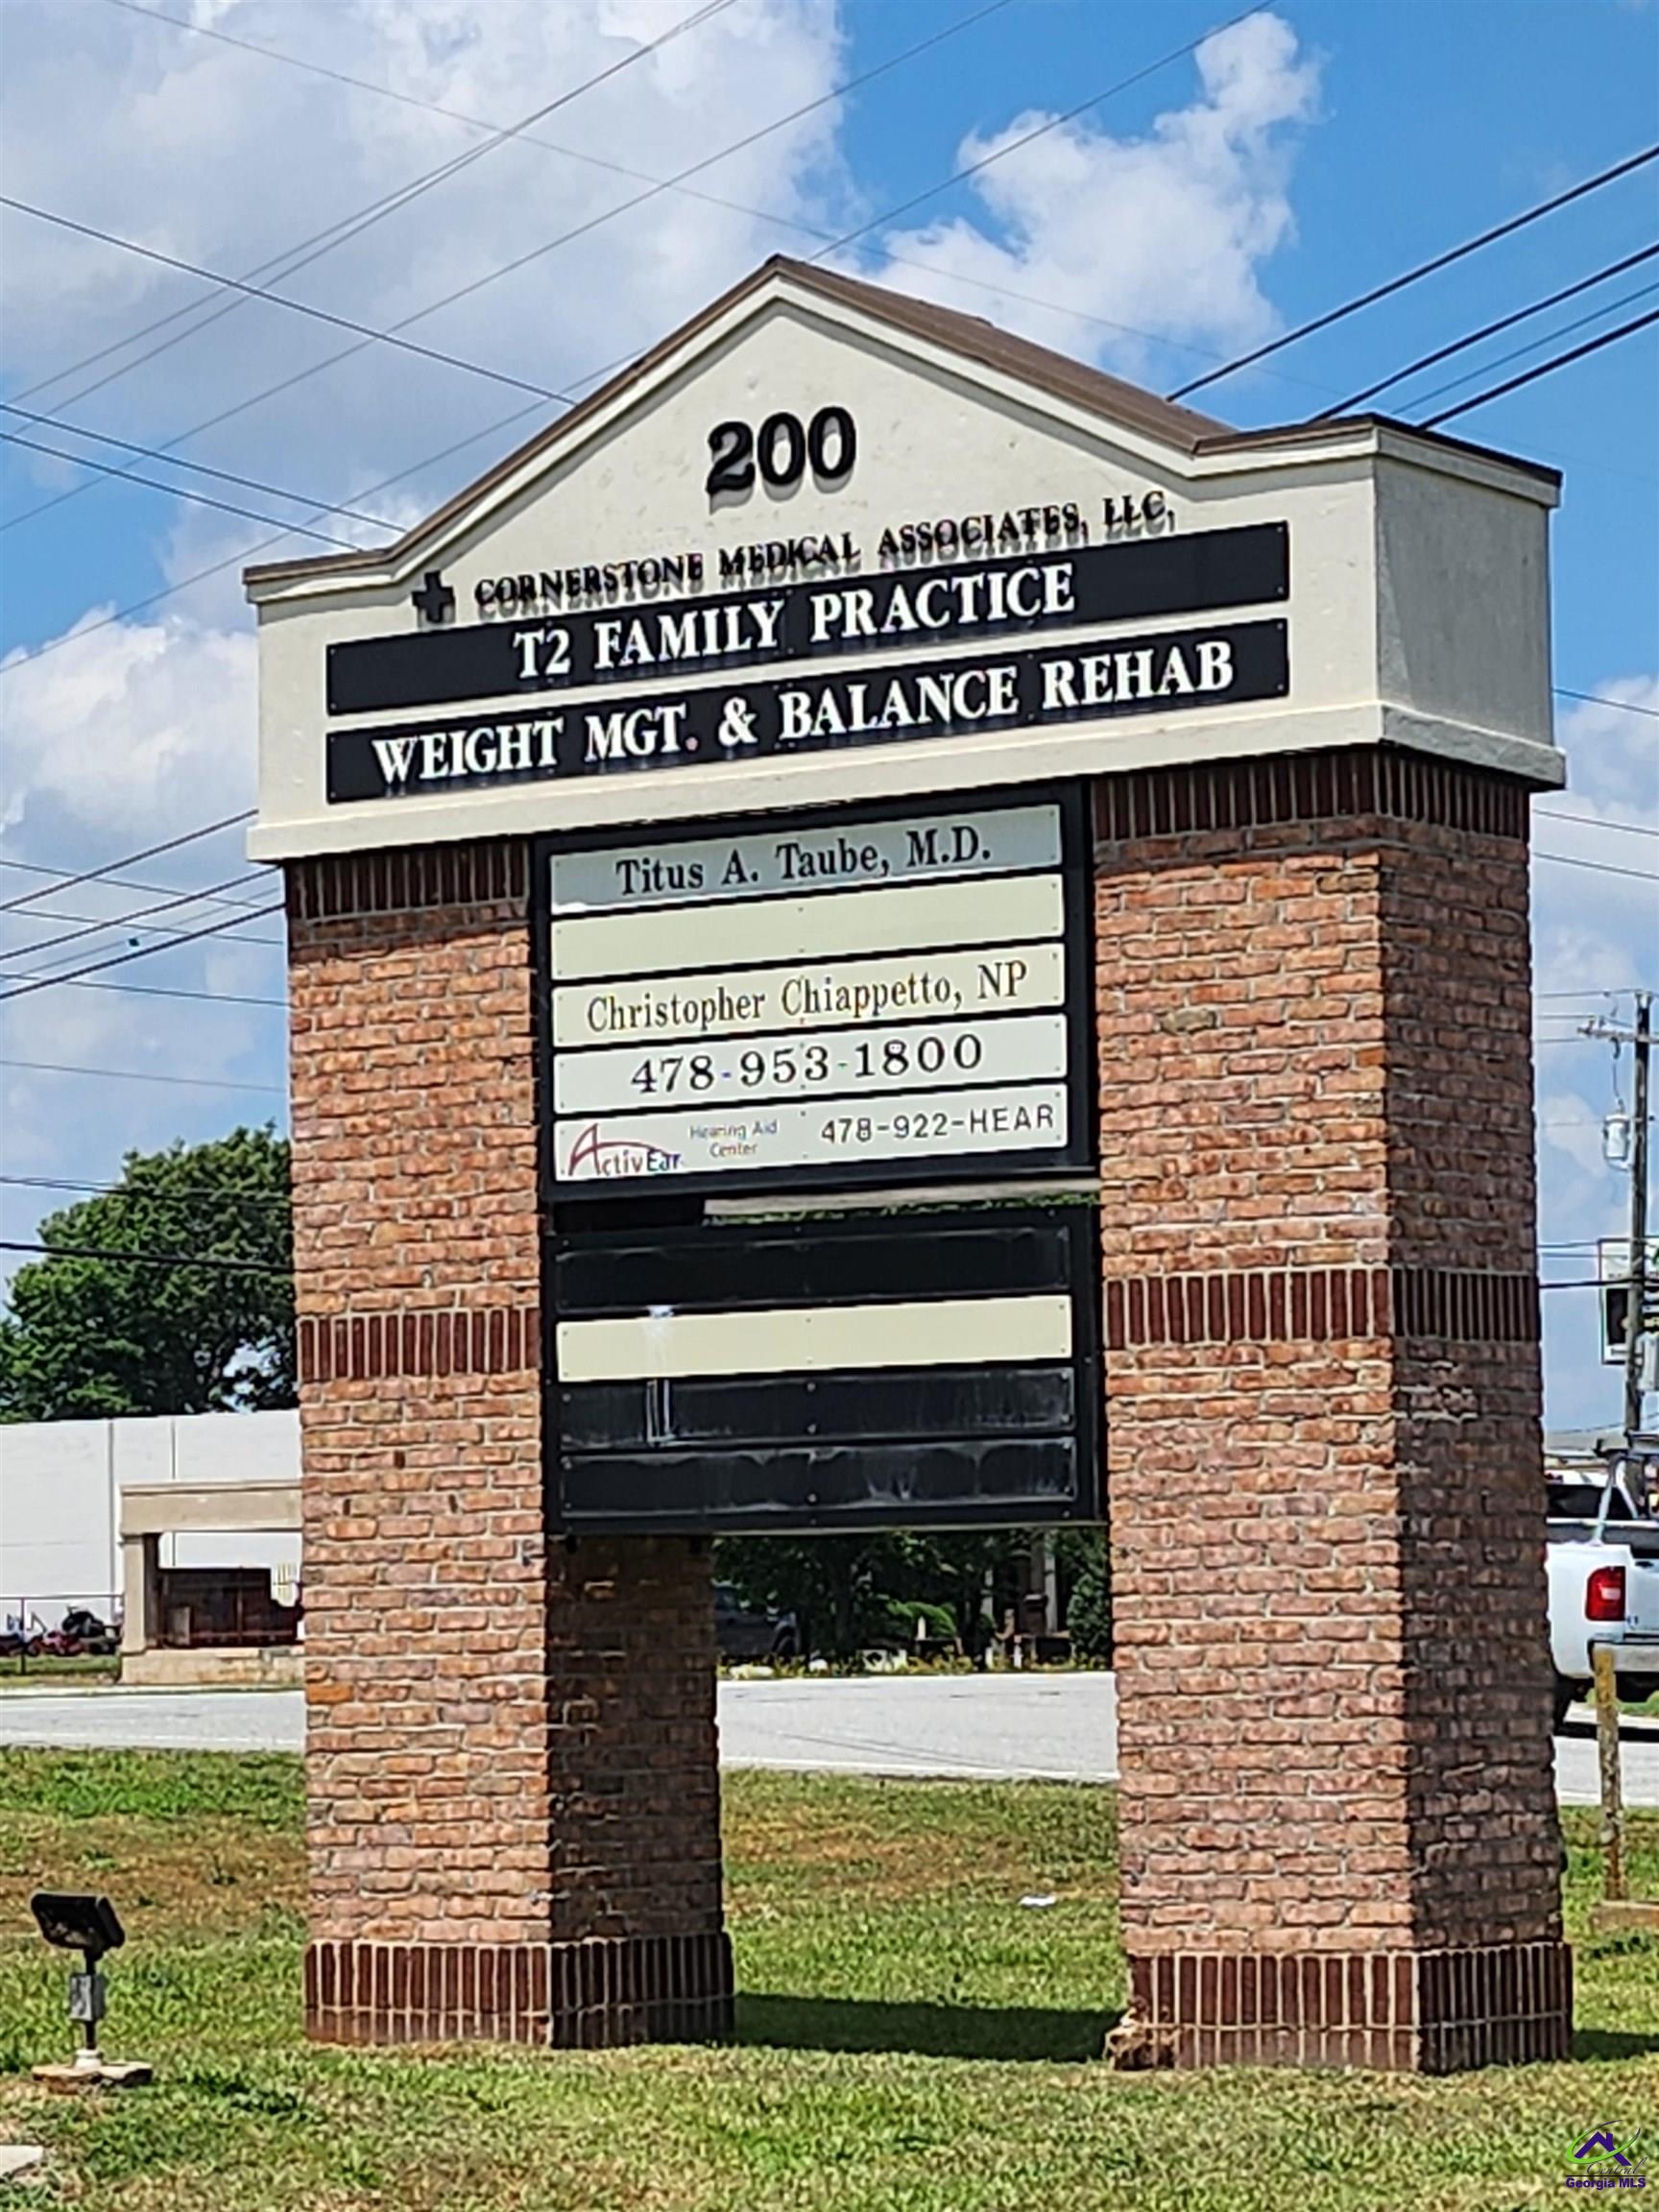 200
CORNERSTONE MEDICAL ASSOCIATES, LLC.
T2 FAMILY PRACTICE
WEIGHT MGT. & BALANCE REHAB
Titus A. Taube, M.D.
Christopher Chiappetto, NP
478-953-1800
ActivEar Hearing Aid Center 478-922-HEAR
Central
Georgia MLS